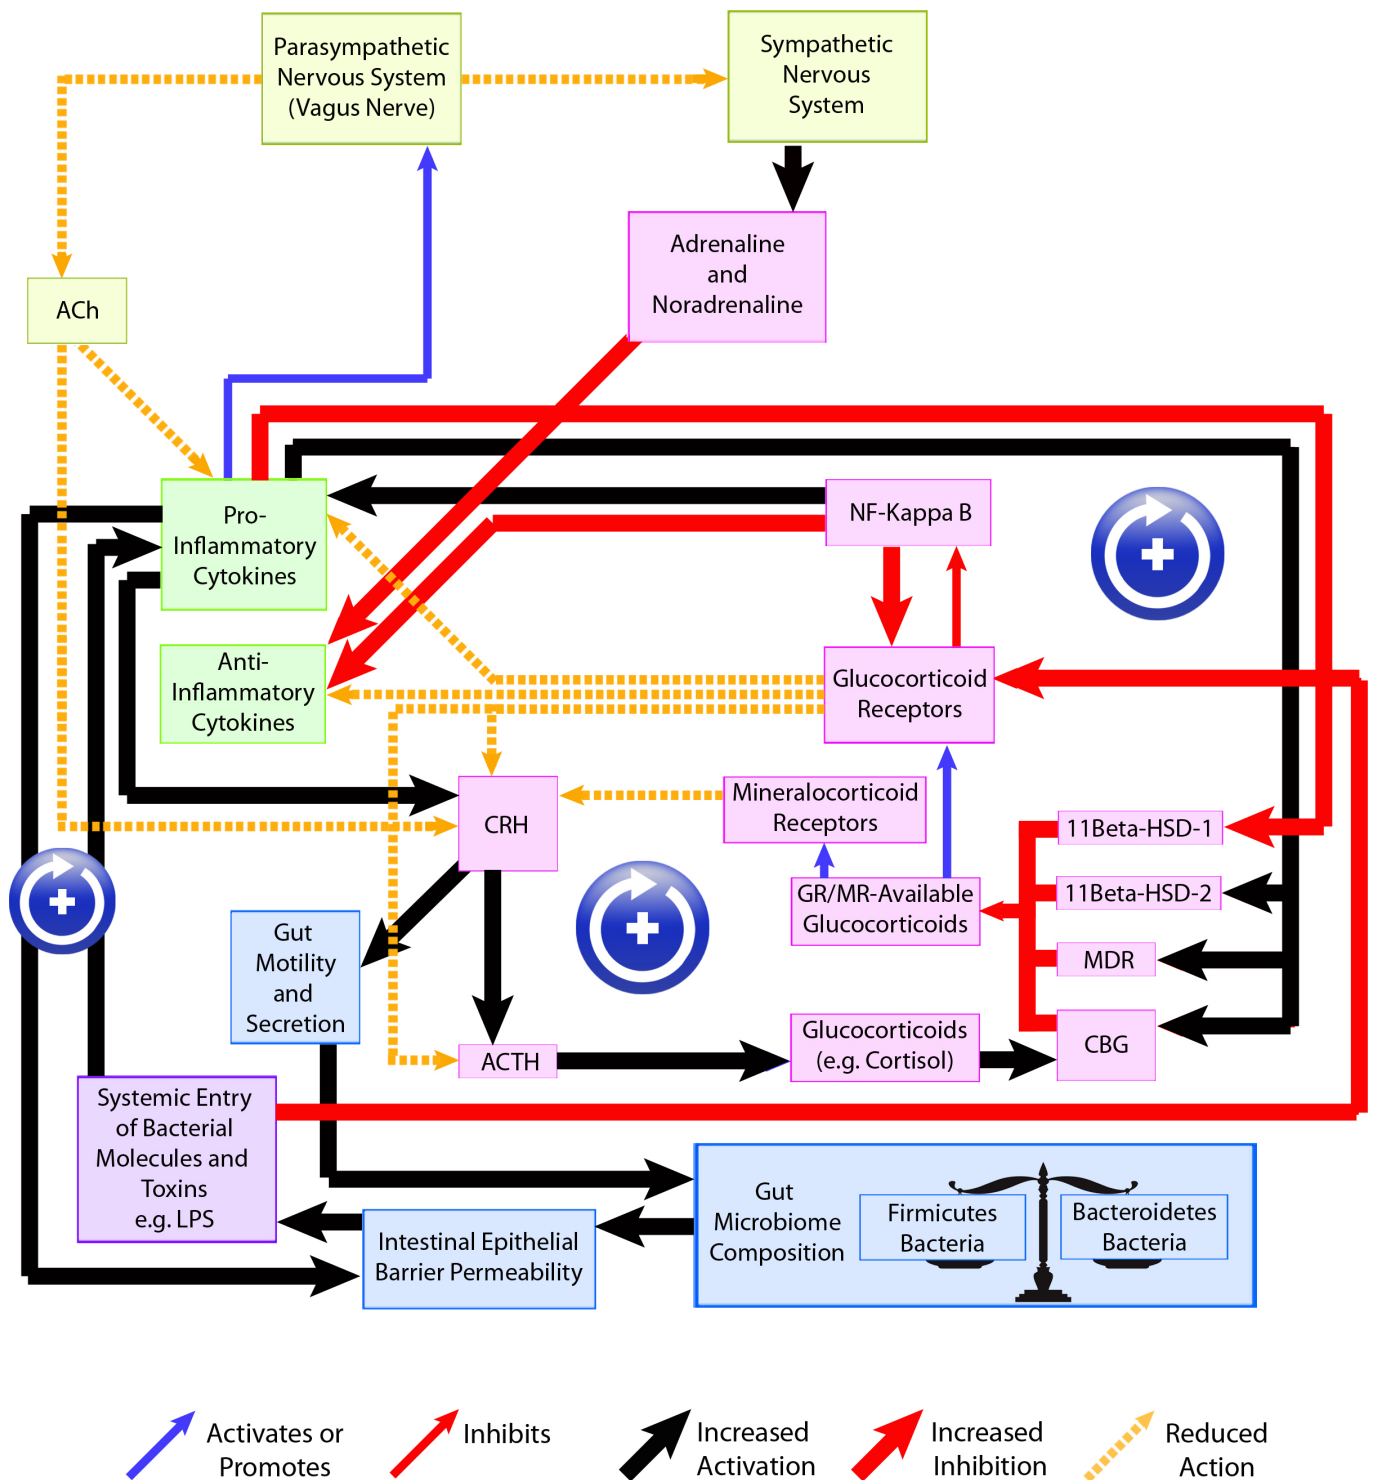 Parasympathetic
Nervous System
(Vagus Nerve)
Sympathetic
Nervous
System
Adrenaline
and
Noradrenaline
ACh
Pro-
Inflammatory
Cytokines
NF-Kappa B
Anti-
Inflammatory
Cytokines
Glucocorticoid
Receptors
CRH
Mineralocorticoid
Receptors
11Beta-HSD-1
GR/MR-Available
Glucocorticoids
11Beta-HSD-2
MDR
Gut
Motility
and
Secretion
ACTH
Glucocorticoids
(e.g. Cortisol)
CBG
Systemic Entry
of Bacterial
Molecules and
Toxins
e.g. LPS
Intestinal Epithelial
Barrier Permeability
Gut
Microbiome
Composition
Firmicutes
Bacteria
Bacteroidetes
Bacteria
Activates or
Promotes
Inhibits
Increased
Activation
Increased
Inhibition
Reduced
Action